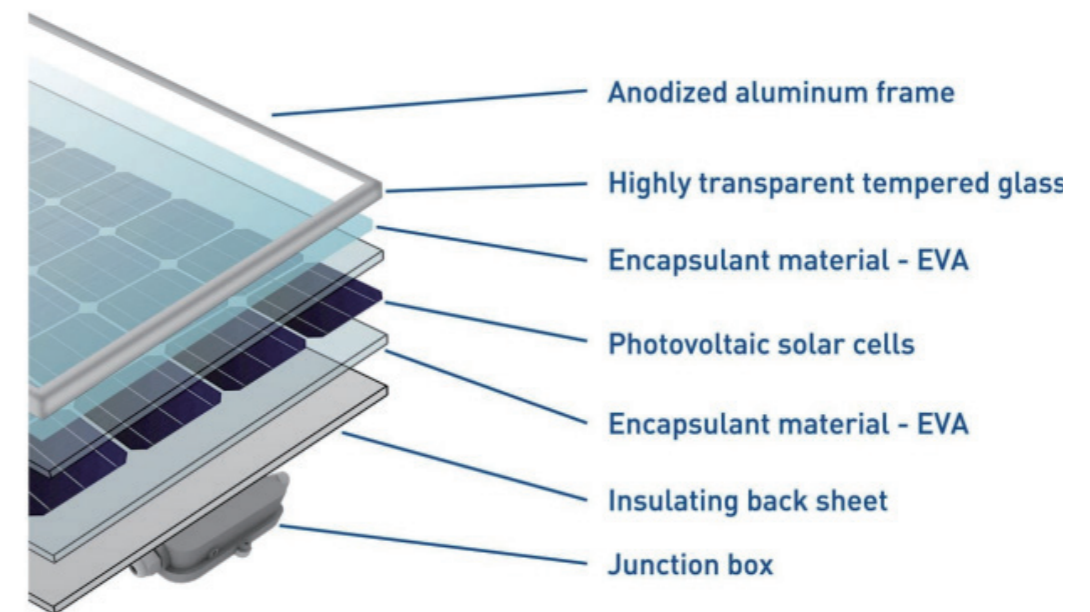 Anodized aluminum frame
Highly transparent tempered glass
Encapsulant material - EVA
Photovoltaic solar cells
Encapsulant material - EVA
Insulating back sheet
Junction box